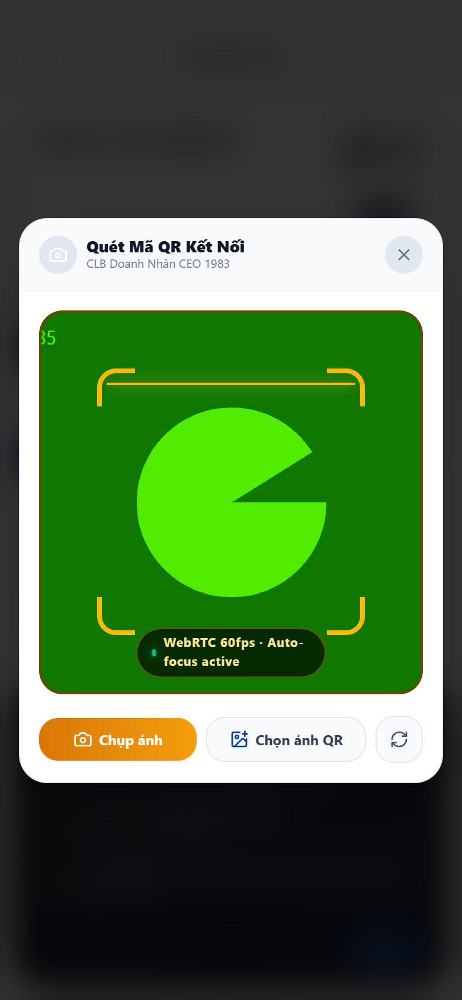 Quét Mã QR Kết Nối
CLB Doanh Nhân CEO 1983
35
WebRTC 60fps · Auto-
focus active
Chụp ảnh
Chọn ảnh QR